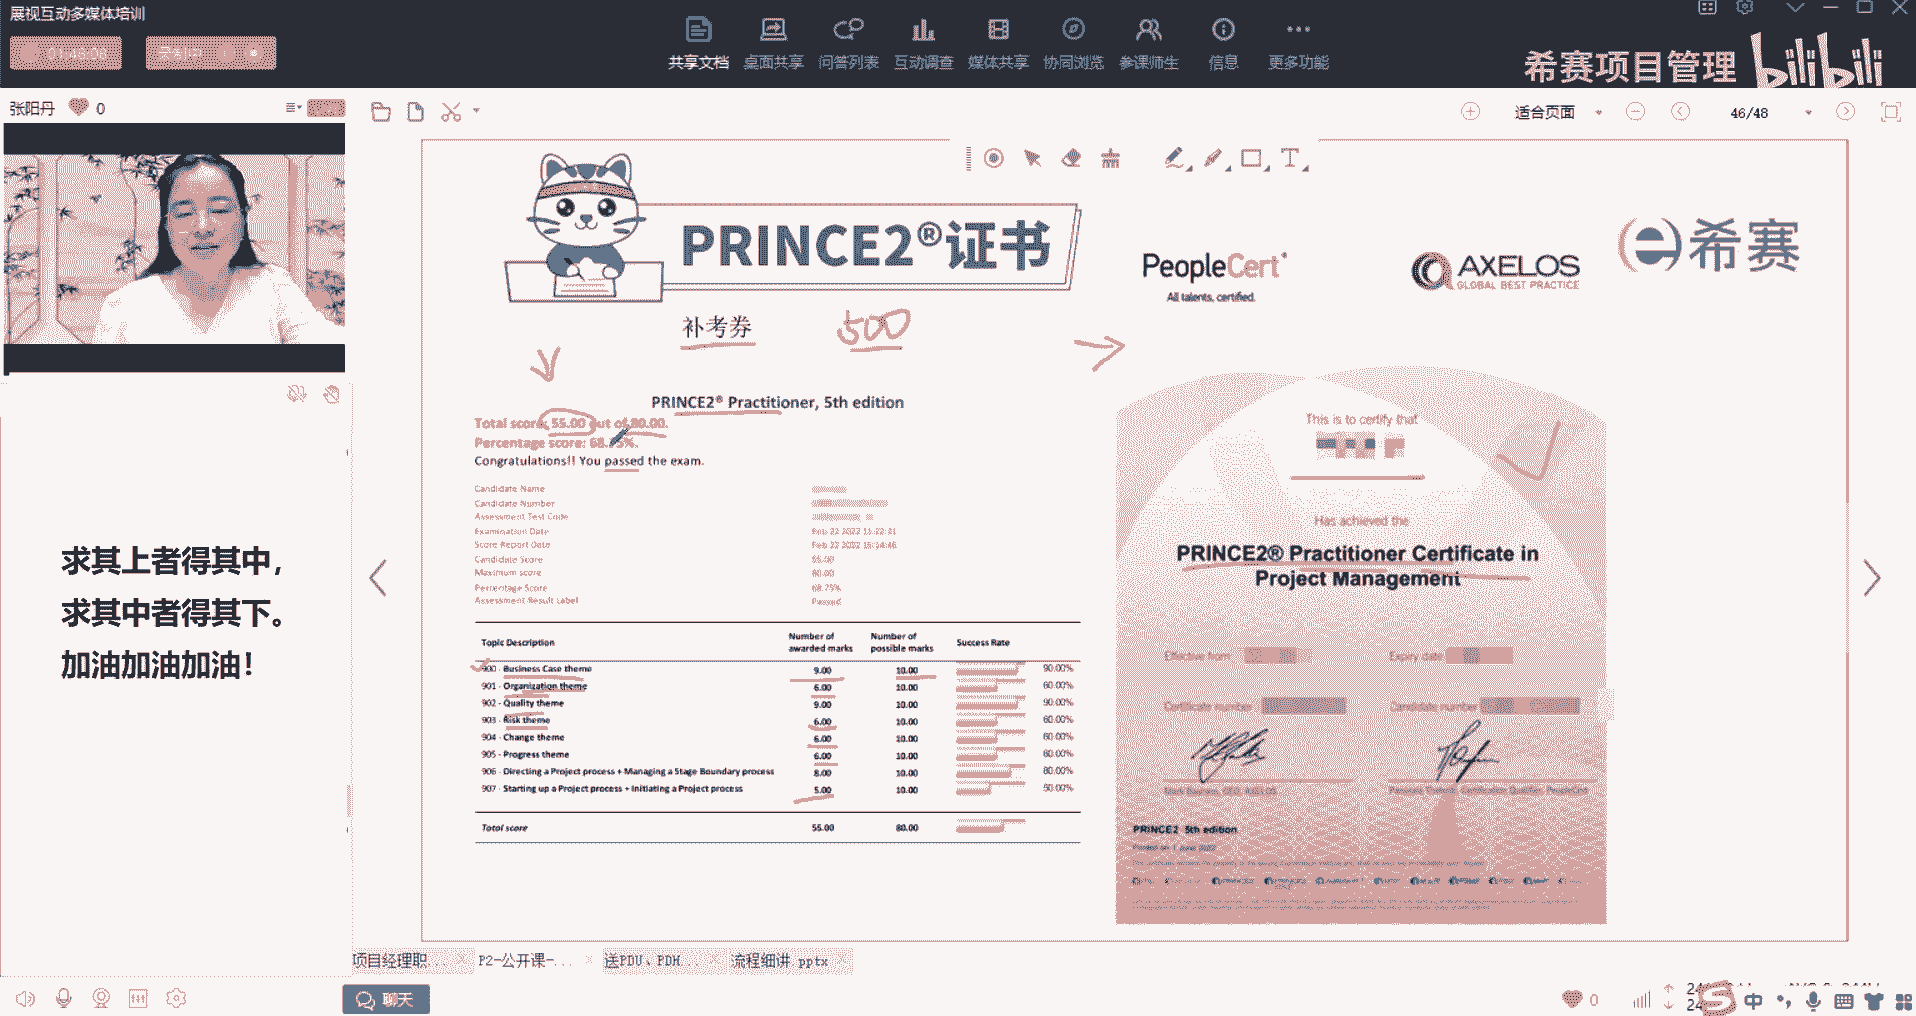 展视互动多媒体培训
共享文档 桌面共享 问答列表 互动调查 媒体共享 协同浏览 参课师生 信息 更多功能
希赛项目管理 bilibili
张阳丹 0
适合页面 46/48
PRINCE2®证书
PeopleCert
All talents, certified.
AXELOS
GLOBAL BEST PRACTICE
希赛
补考券 500
PRINCE2® Practitioner, 5th edition
Total score: 55.00 out of 80.00.
Percentage score: 68.75%.
Congratulations!! You passed the exam.
Candidate Name
Candidate Number
Assessment Test Code
Examination Date
Score Report Date
Candidate Score 55.00
Maximum score 80.00
Percentage Score 68.75%
Assessment Result Label Passed
Topic Description Number of awarded marks Number of possible marks Success Rate
900 - Business Case theme 9.00 10.00 90.00%
901 - Organization theme 6.00 10.00 60.00%
902 - Quality theme 9.00 10.00 90.00%
903 - Risk theme 6.00 10.00 60.00%
904 - Change theme 6.00 10.00 60.00%
905 - Progress theme 6.00 10.00 60.00%
906 - Directing a Project process + Managing a Stage Boundary process 8.00 10.00 80.00%
907 - Starting up a Project process + Initiating a Project process 5.00 10.00 50.00%
Total score 55.00 80.00
This is to certify that
Has achieved the
PRINCE2® Practitioner Certificate in
Project Management
Effective from Expiry date
Certificate number Candidate number
PRINCE2 5th edition
求其上者得其中，
求其中者得其下。
加油加油加油！
项目经理职... P2-公开课-... 送PDU、PDH... 流程细讲.pptx
聊天
0
中